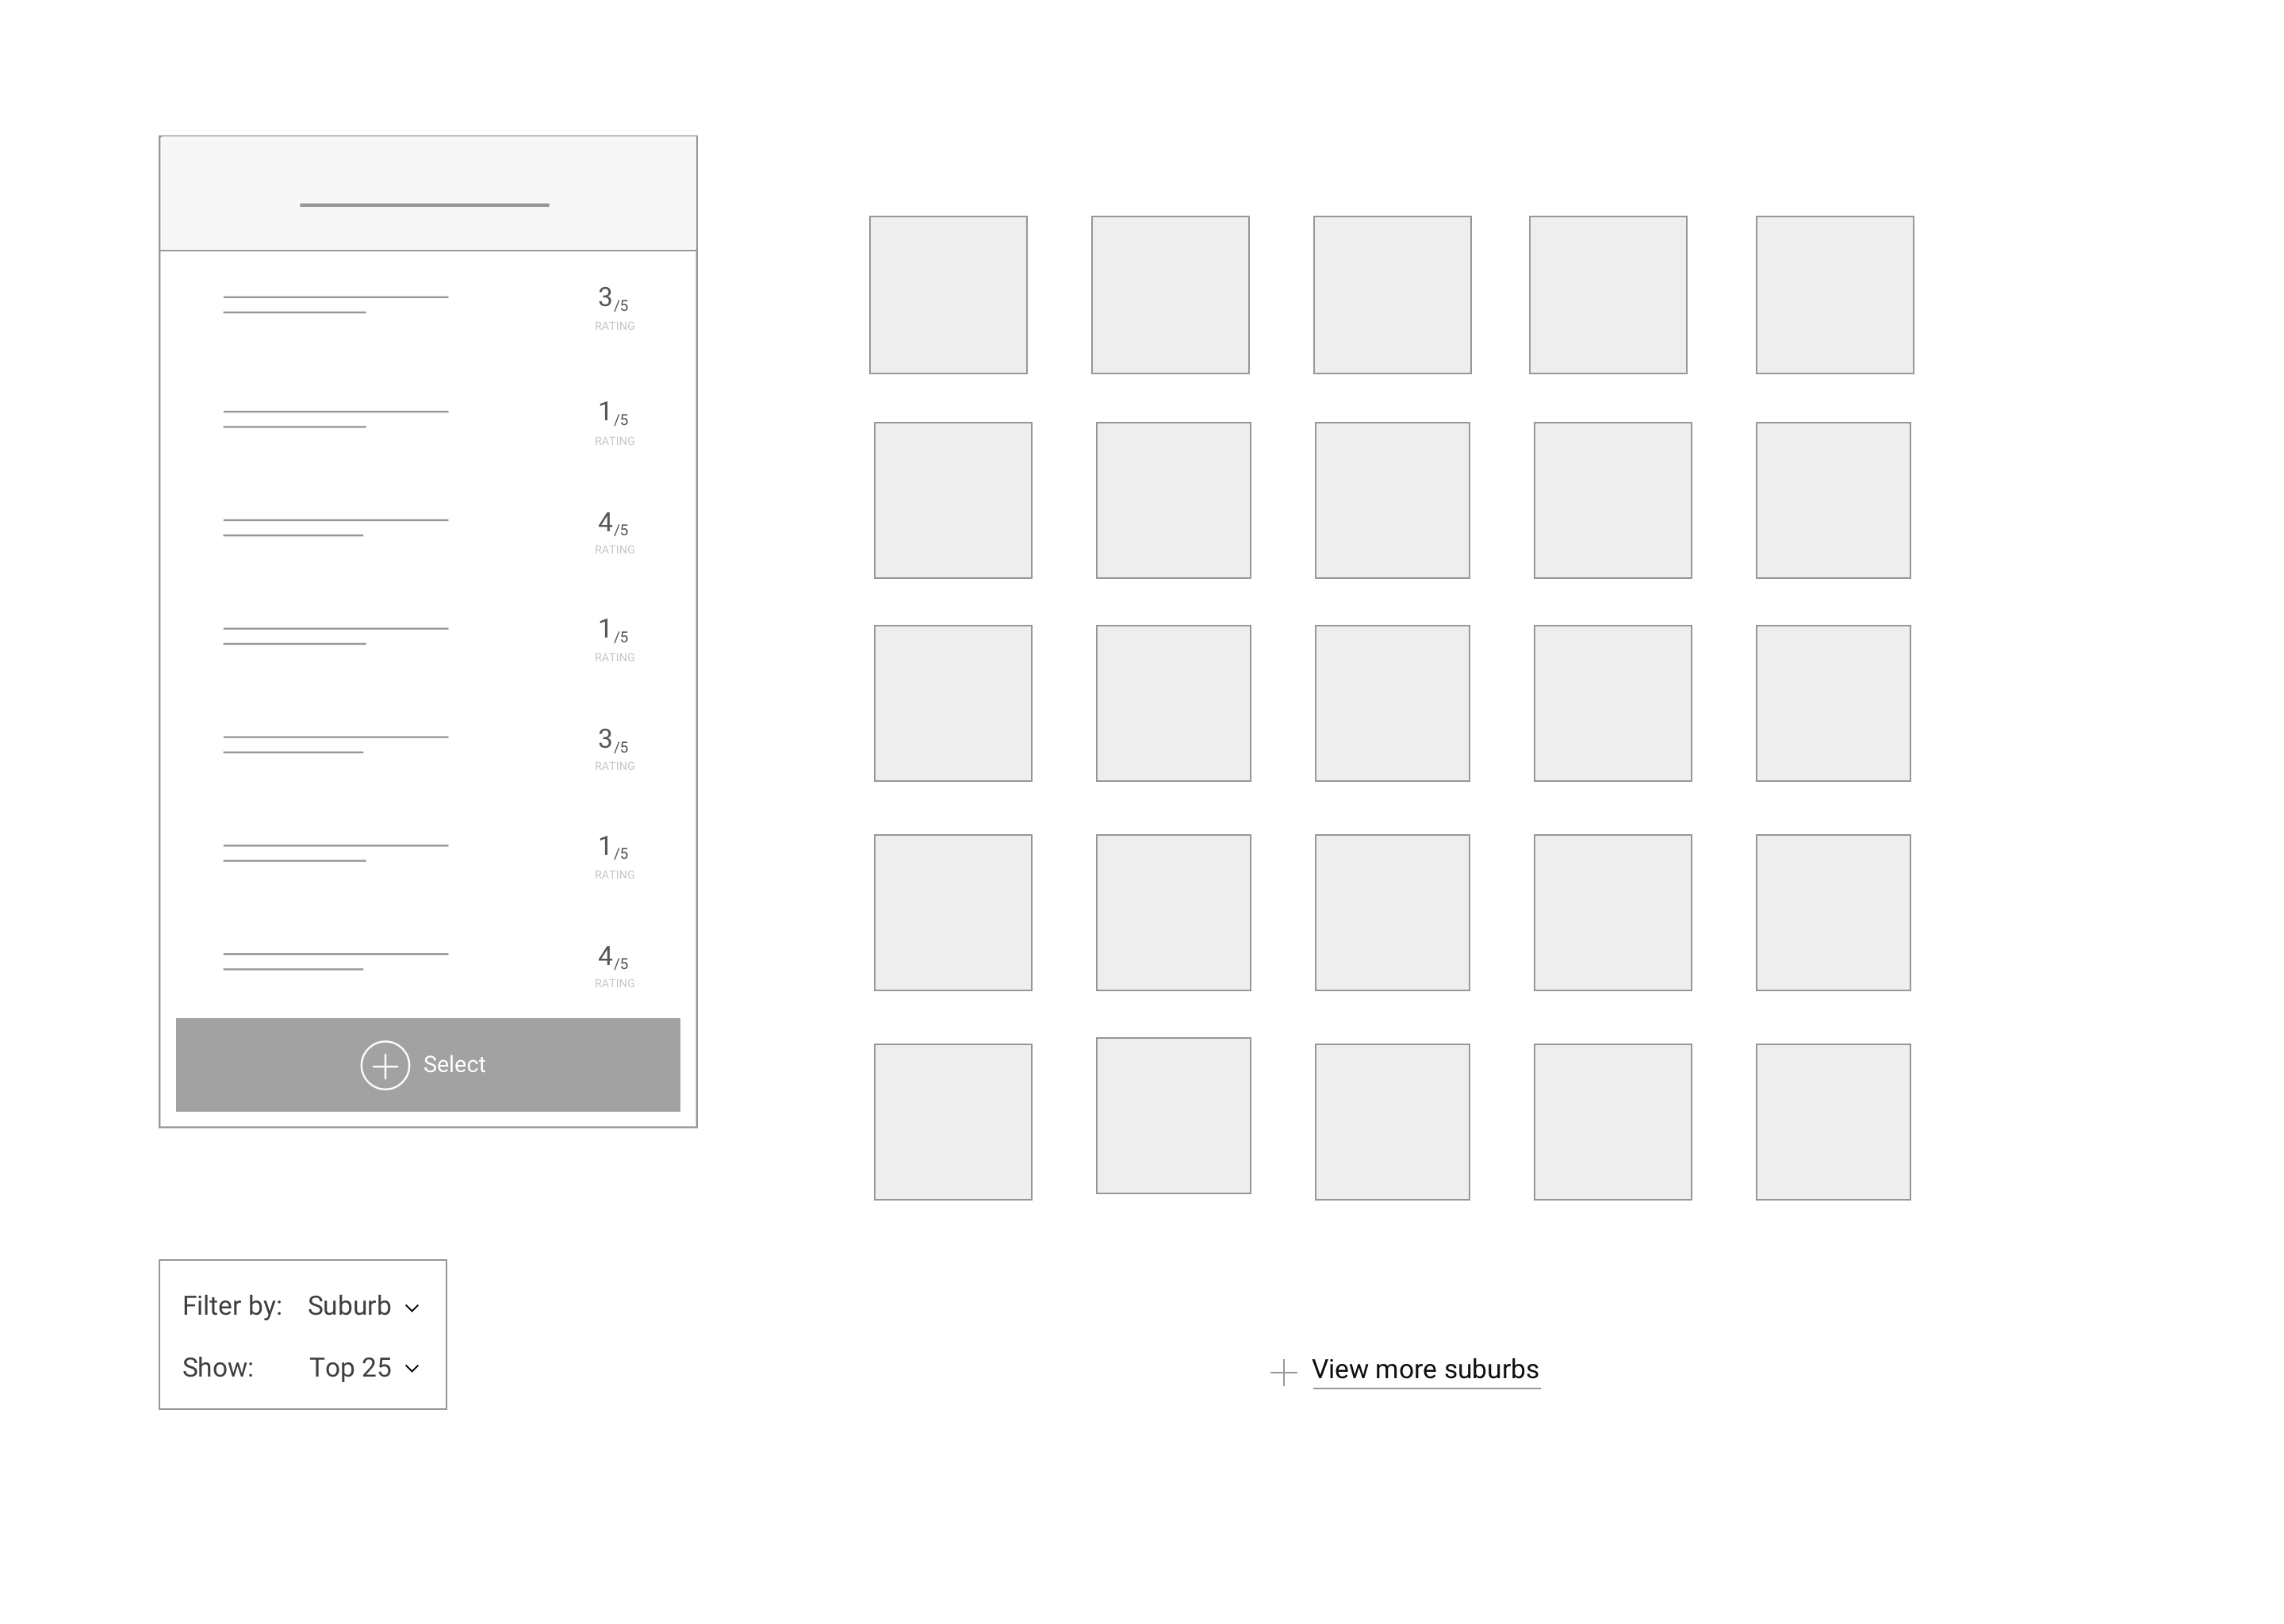 3/5
RATING
1/5
RATING
4/5
RATING
1/5
RATING
3/5
RATING
1/5
RATING
4/5
RATING
Select
Filter by: Suburb
Show: Top 25
View more suburbs